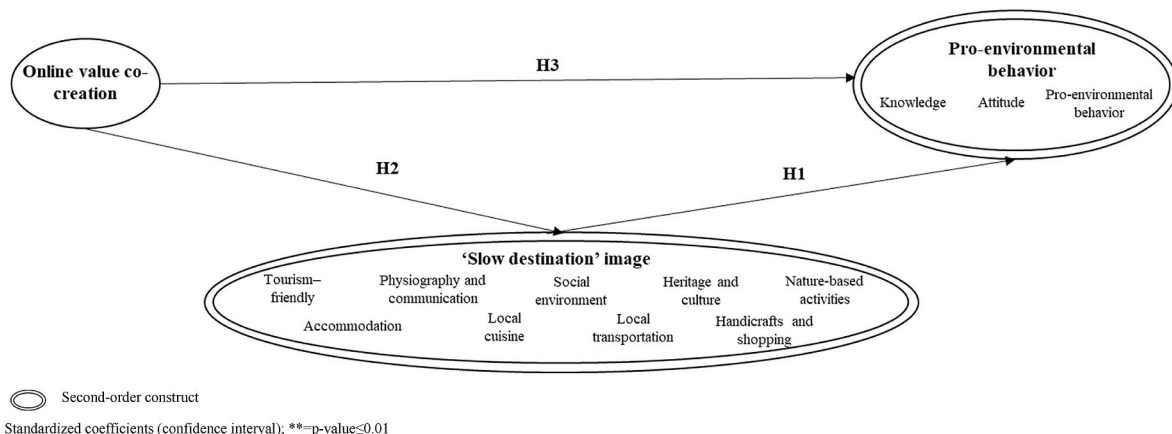 Online value co-
creation
H3
Pro-environmental
behavior
Knowledge
Attitude
Pro-environmental
behavior
H2
H1
‘Slow destination’ image
Tourism–
friendly
Physiography and
communication
Social
environment
Heritage and
culture
Nature-based
activities
Accommodation
Local
cuisine
Local
transportation
Handicrafts and
shopping
Second-order construct
Standardized coefficients (confidence interval); **=p-value≤0.01